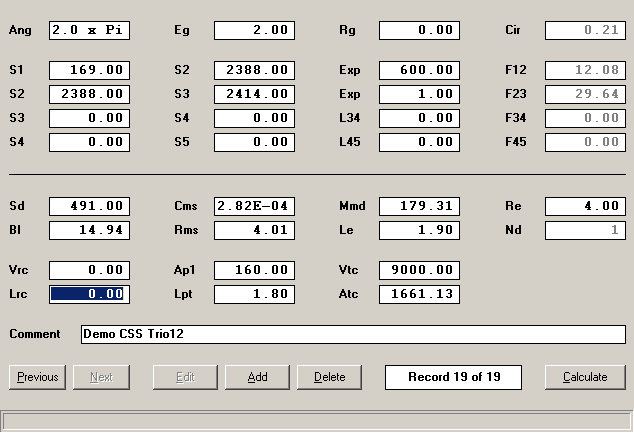 Ang 2.0 x Pi Eg 2.00 Rg 0.00 Cir 0.21
S1 169.00 S2 2388.00 Exp 600.00 F12 12.08
S2 2388.00 S3 2414.00 Exp 1.00 F23 29.64
S3 0.00 S4 0.00 L34 0.00 F34 0.00
S4 0.00 S5 0.00 L45 0.00 F45 0.00
Sd 491.00 Cms 2.82E-04 Mmd 179.31 Re 4.00
Bl 14.94 Rms 4.01 Le 1.90 Nd 1
Vrc 0.00 Ap1 160.00 Vtc 9000.00
Lrc 0.00 Lpt 1.80 Atc 1661.13
Comment Demo CSS Trio12
Previous Next Edit Add Delete Record 19 of 19 Calculate